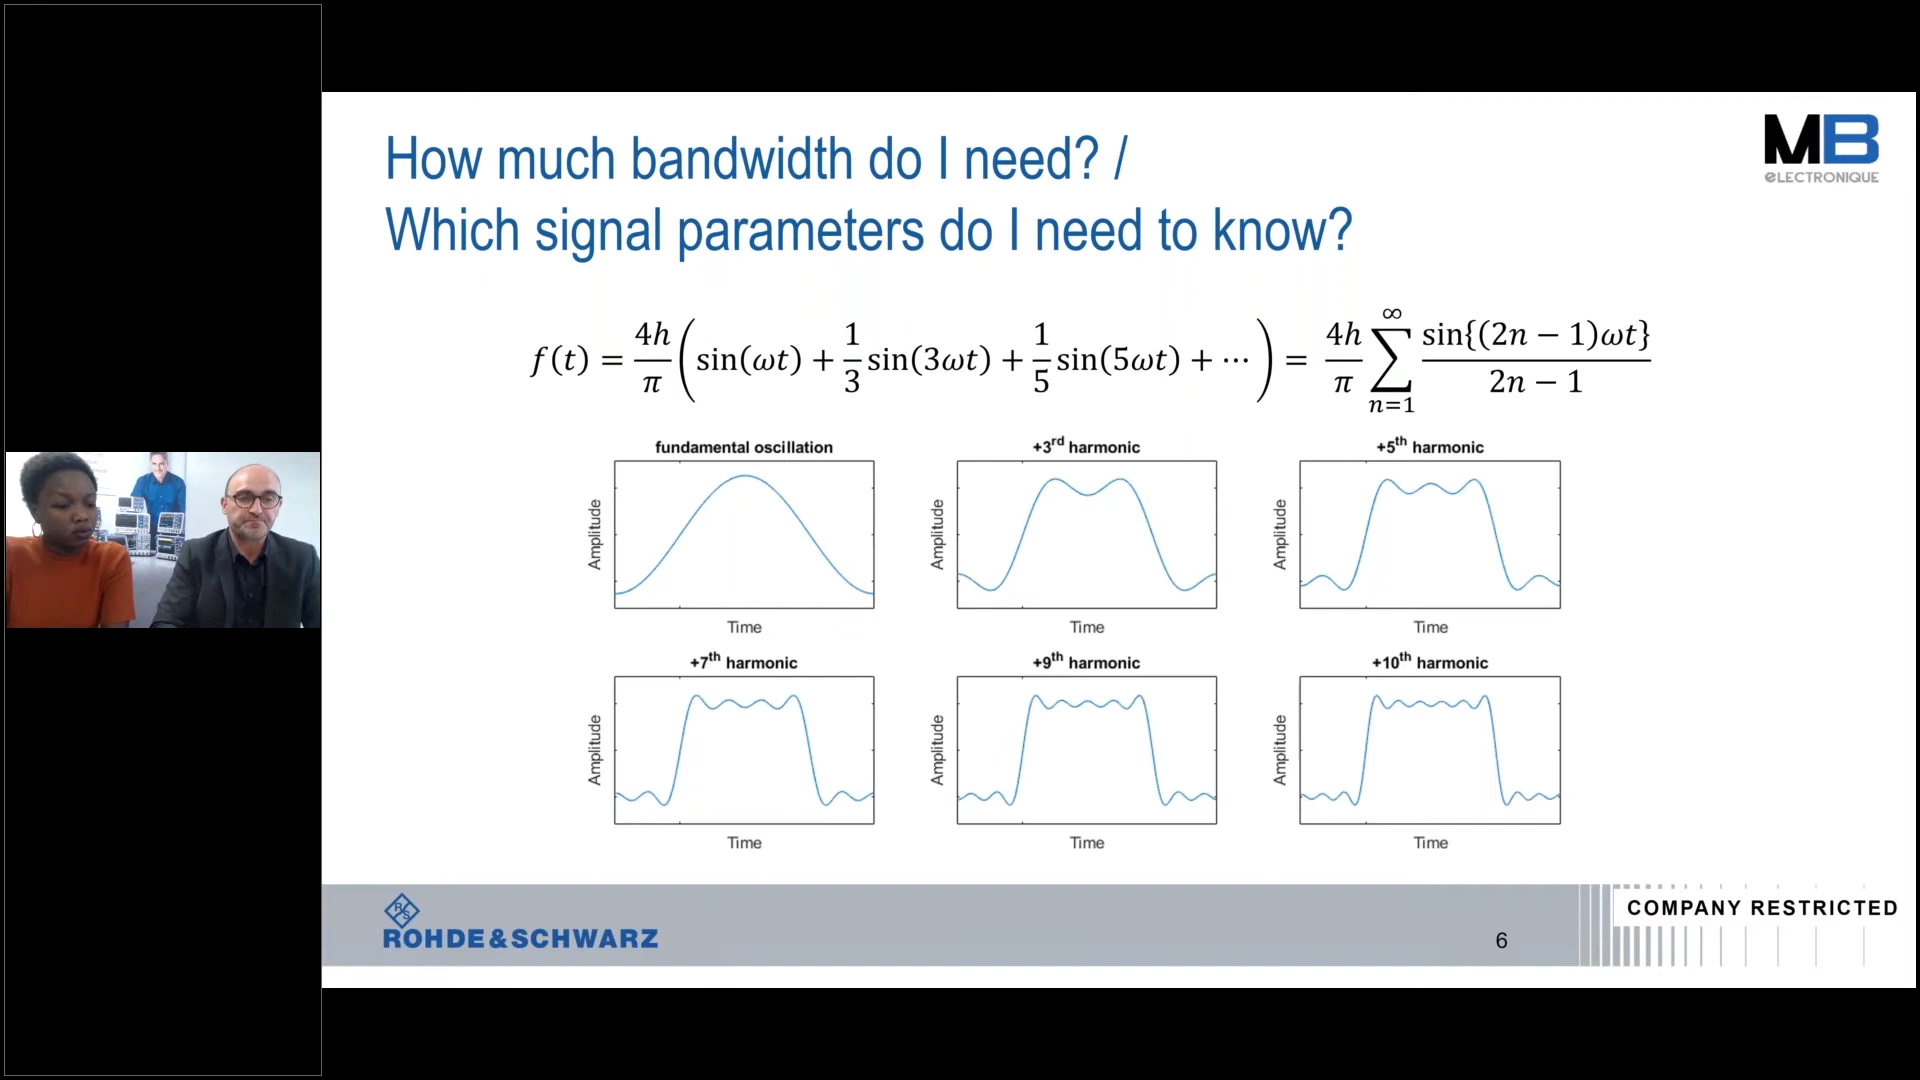 How much bandwidth do I need? /
Which signal parameters do I need to know?
MB
eLECTRONIQUE
f(t) = 4h/π (sin(ωt) + 1/3 sin(3ωt) + 1/5 sin(5ωt) + ⋯) = 4h/π ∑_{n=1}^{∞} sin{(2n − 1)ωt}/(2n − 1)
fundamental oscillation
Amplitude
Time
+3rd harmonic
Amplitude
Time
+5th harmonic
Amplitude
Time
+7th harmonic
Amplitude
Time
+9th harmonic
Amplitude
Time
+10th harmonic
Amplitude
Time
RS
ROHDE&SCHWARZ
6
COMPANY RESTRICTED